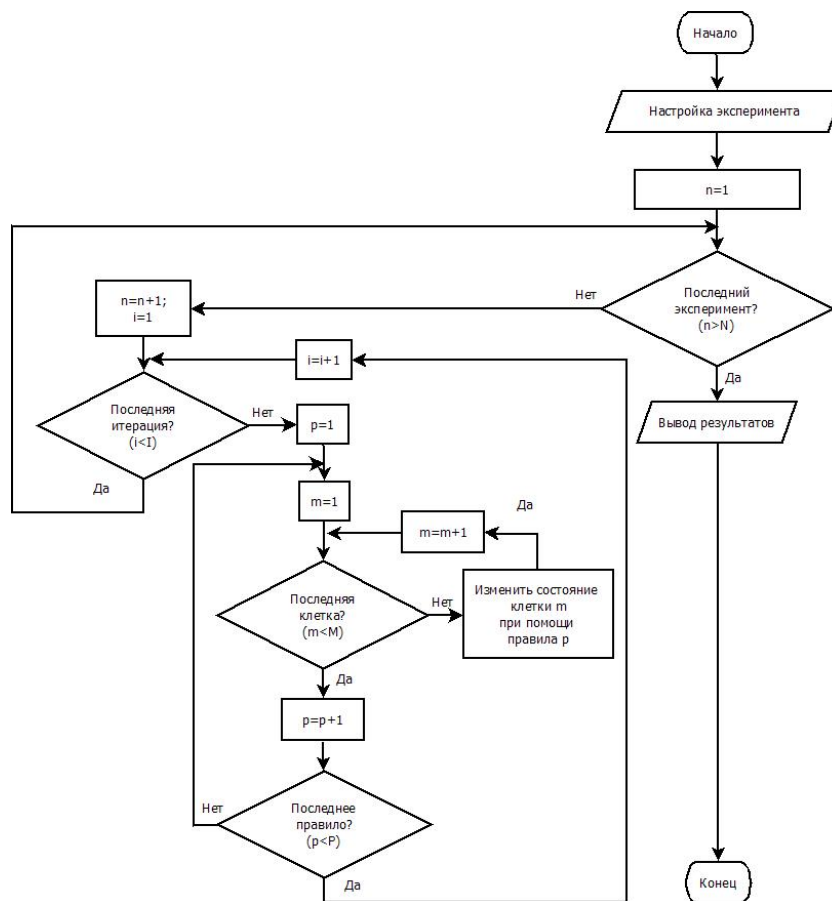 Начало
Настройка эксперимента
n=1
Последний
эксперимент?
(n>N)
Нет
Да
n=n+1;
i=1
i=i+1
Последняя
итерация?
(i<I)
Нет
Да
p=1
Вывод результатов
m=1
m=m+1
Да
Последняя
клетка?
(m<M)
Нет
Да
Изменить состояние
клетки m
при помощи
правила p
p=p+1
Последнее
правило?
(p<P)
Нет
Да
Конец